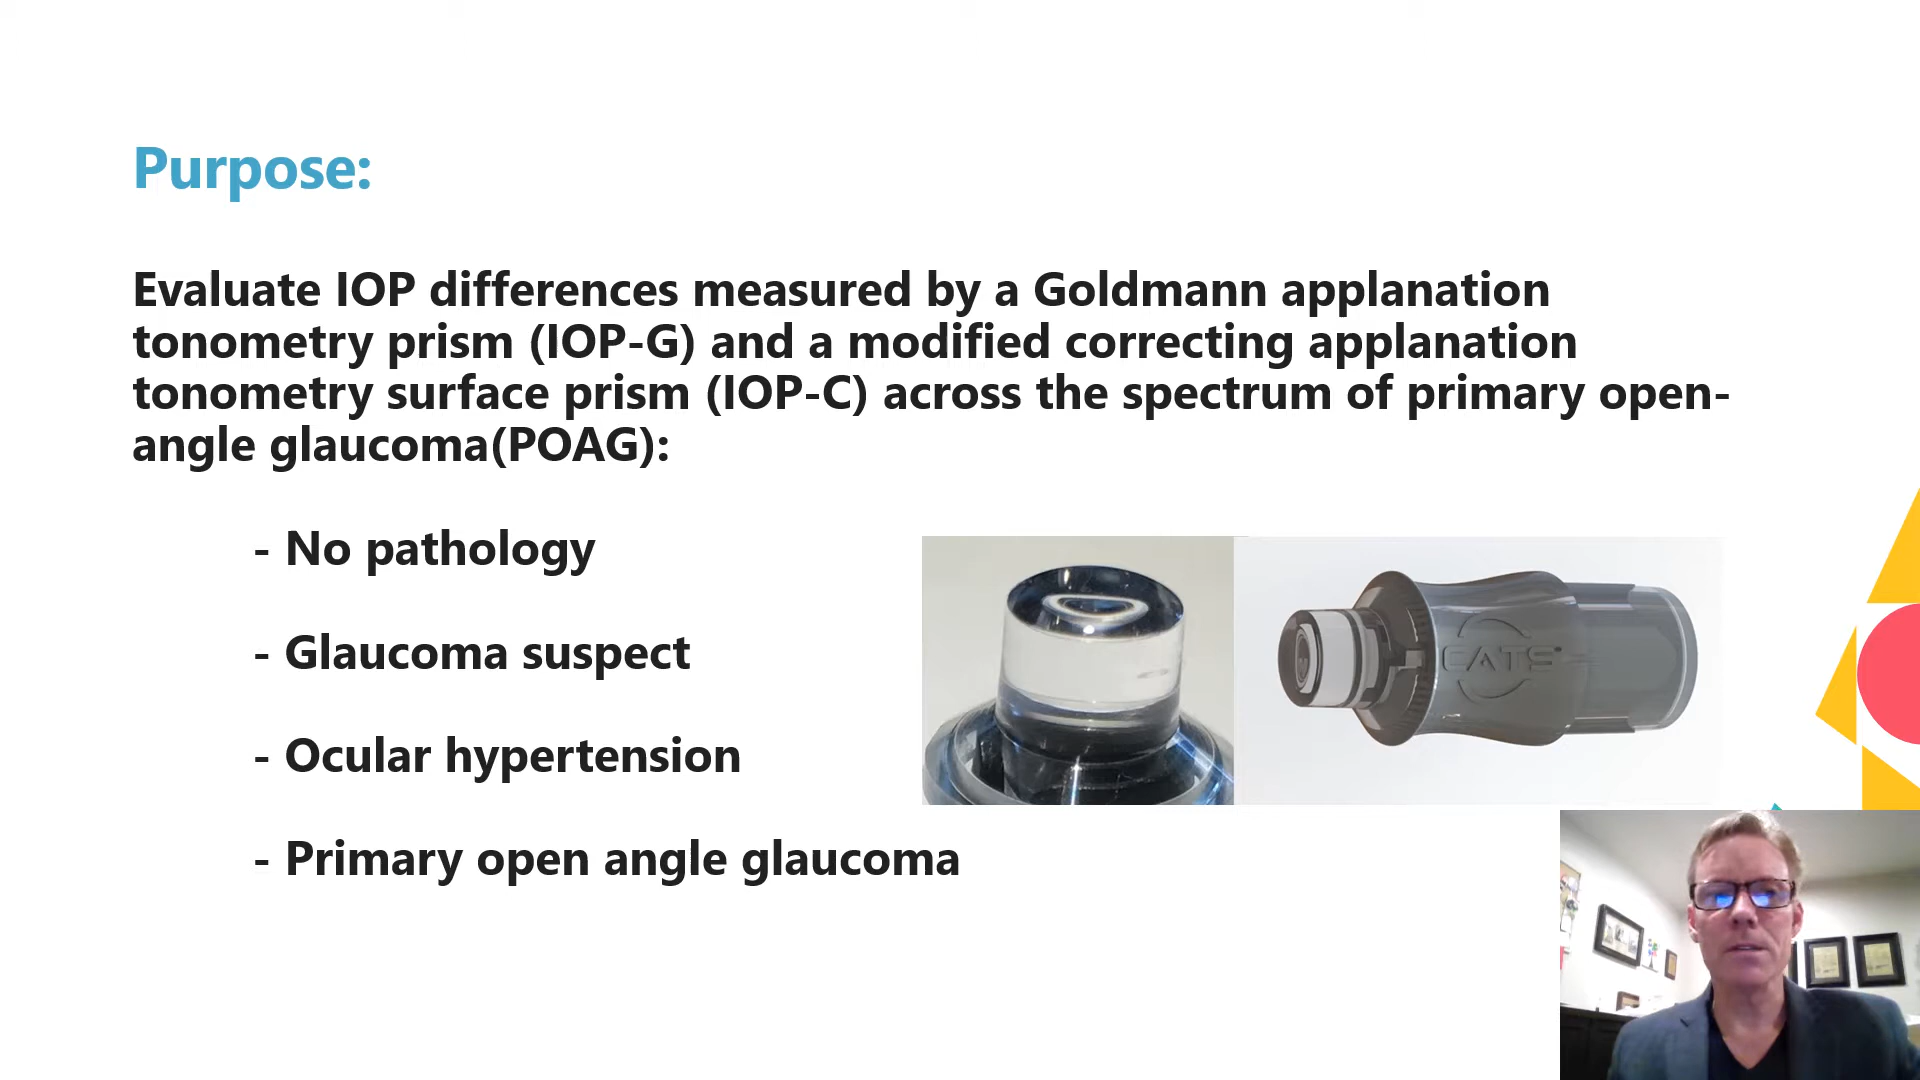 Purpose:
Evaluate IOP differences measured by a Goldmann applanation
tonometry prism (IOP-G) and a modified correcting applanation
tonometry surface prism (IOP-C) across the spectrum of primary open-
angle glaucoma(POAG):
- No pathology
- Glaucoma suspect
- Ocular hypertension
- Primary open angle glaucoma
CATS